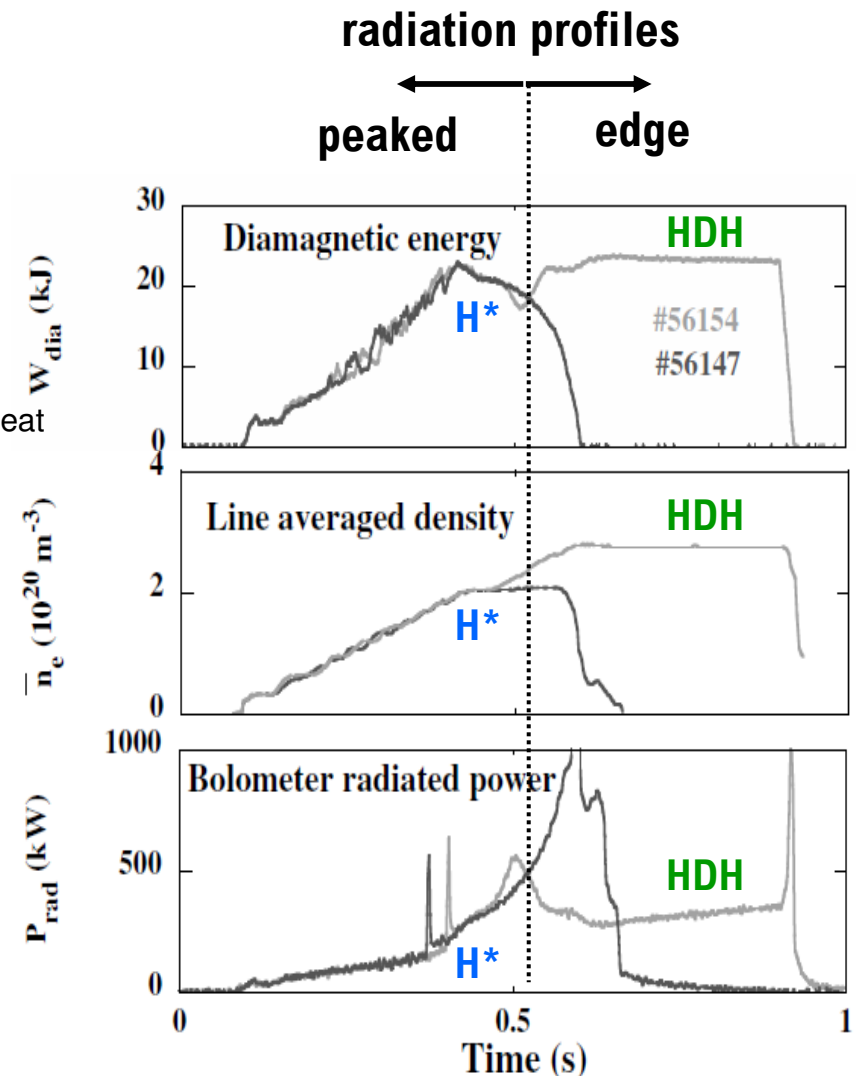 radiation profiles
peaked edge
30
Diamagnetic energy HDH
W_dia (kJ)
20
H*
#56154
10
#56147
eat
0
4
Line averaged density HDH
n̅_e (10^20 m^-3)
2
H*
0
1000
Bolometer radiated power
P_rad (kW)
500
HDH
H*
0
0 0.5 1
Time (s)